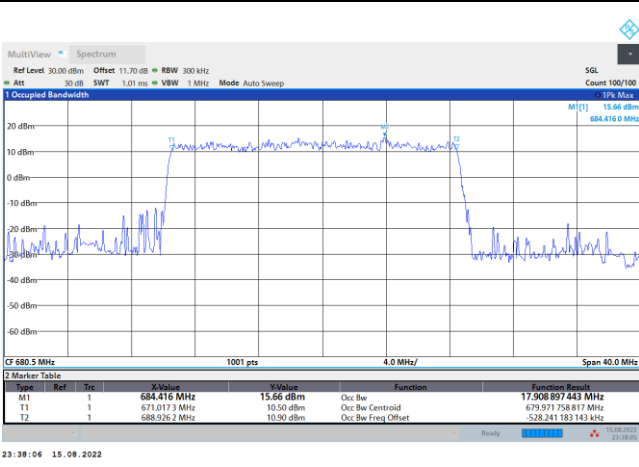 MultiView Spectrum
Ref Level 30.00 dBm Offset 11.70 dB RBW 300 kHz SGL
Att 30 dB SWT 1.01 ms VBW 1 MHz Mode Auto Sweep Count 100/100
1 Occupied Bandwidth 1Pk Max
M1[1] 15.66 dBm
684.416 0 MHz
20 dBm
M1
T1
T2
10 dBm
0 dBm
-10 dBm
-20 dBm
-30 dBm
-40 dBm
-50 dBm
-60 dBm
CF 680.5 MHz 1001 pts 4.0 MHz/ Span 40.0 MHz
2 Marker Table
Type Ref Trc X-Value Y-Value Function Function Result
M1 1 684.416 MHz 15.66 dBm Occ Bw 17.908 897 443 MHz
T1 1 671.017 3 MHz 10.50 dBm Occ Bw Centroid 679.971 758 817 MHz
T2 1 688.926 2 MHz 10.90 dBm Occ Bw Freq Offset -528.241 183 143 kHz
Ready 15.08.2022
23:38:05
23:38:06 15.08.2022